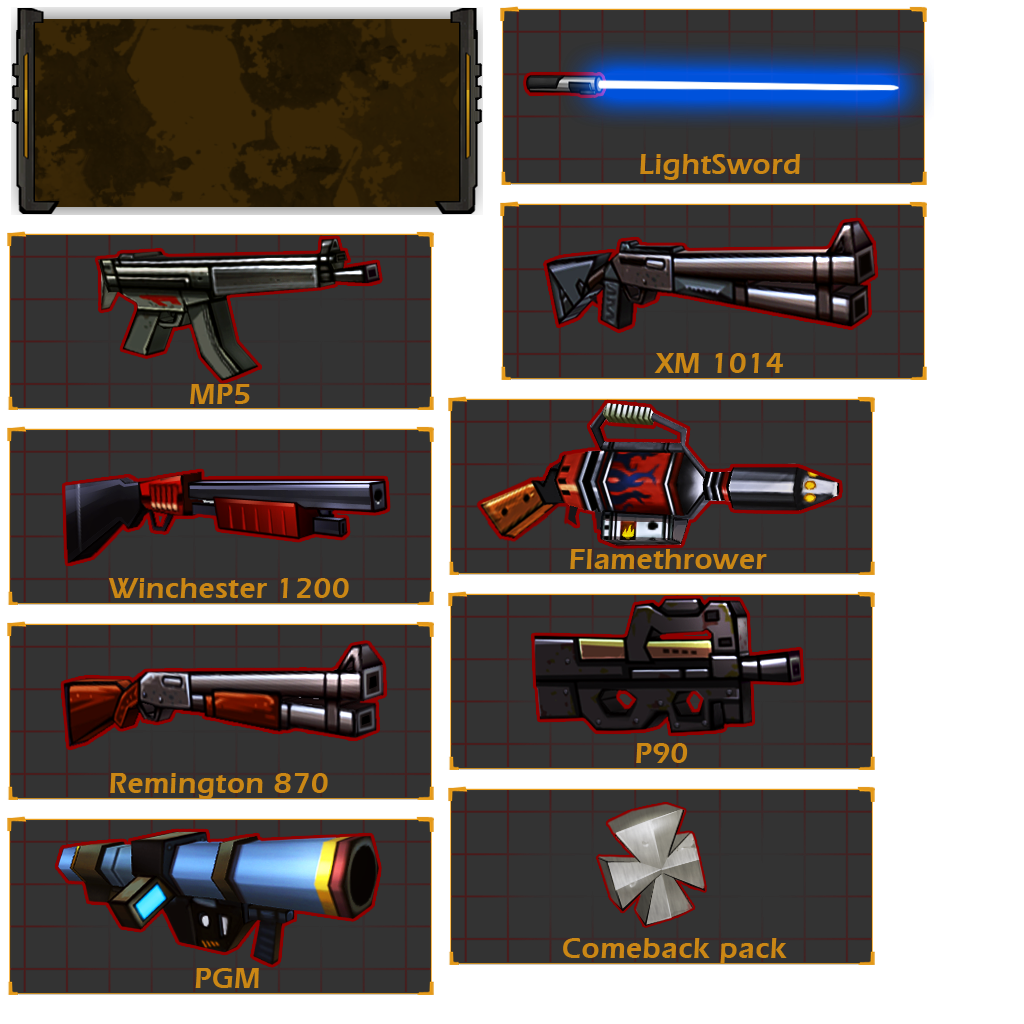 LightSword
MP5
XM 1014
Winchester 1200
Flamethrower
Remington 870
P90
PGM
Comeback pack